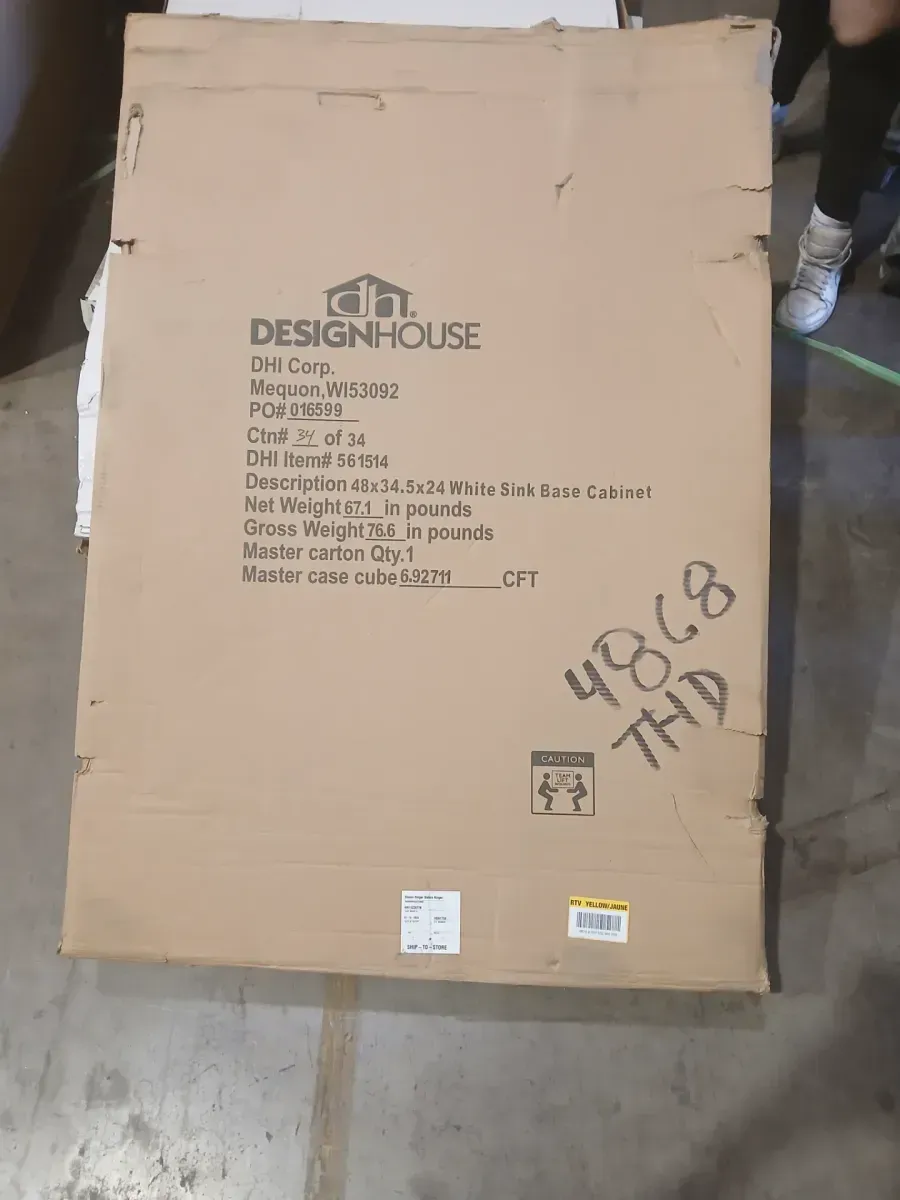 dh®
DESIGNHOUSE
DHI Corp.
Mequon,WI53092
PO# 016599
Ctn# 34 of 34
DHI Item# 561514
Description 48x34.5x24 White Sink Base Cabinet
Net Weight 67.1 in pounds
Gross Weight 76.6 in pounds
Master carton Qty.1
Master case cube 6.92711 CFT
4868
THD
CAUTION
TEAM
LIFT
RTV YELLOW/JAUNE
SHIP - TO - STORE